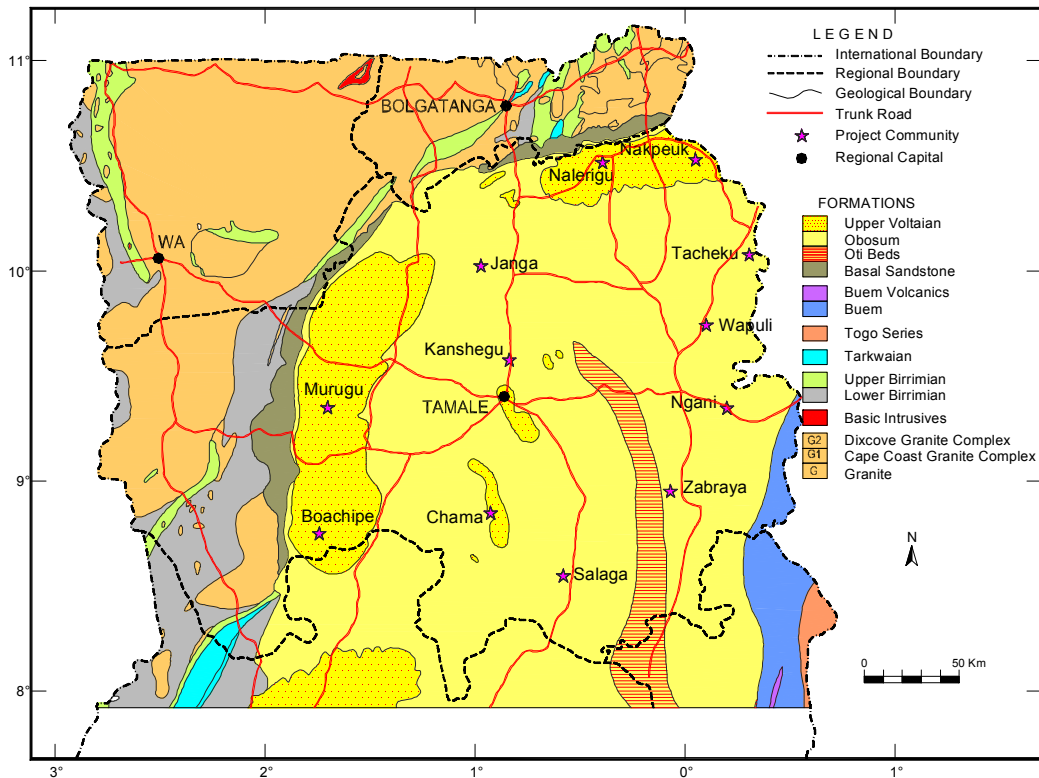 LEGEND
International Boundary
Regional Boundary
Geological Boundary
Trunk Road
Project Community
Regional Capital
FORMATIONS
Upper Voltaian
Obosum
Oti Beds
Basal Sandstone
Buem Volcanics
Buem
Togo Series
Tarkwaian
Upper Birrimian
Lower Birrimian
Basic Intrusives
G2 Dixcove Granite Complex
G1 Cape Coast Granite Complex
G Granite
N
0 50 Km
11°
10°
9°
8°
3°
2°
1°
0°
1°
BOLGATANGA
Nakpeuk
Nalerigu
WA
Janga
Tacheku
Wapuli
Kanshegu
Murugu
TAMALE
Ngani
Zabraya
Boachipe
Chama
Salaga